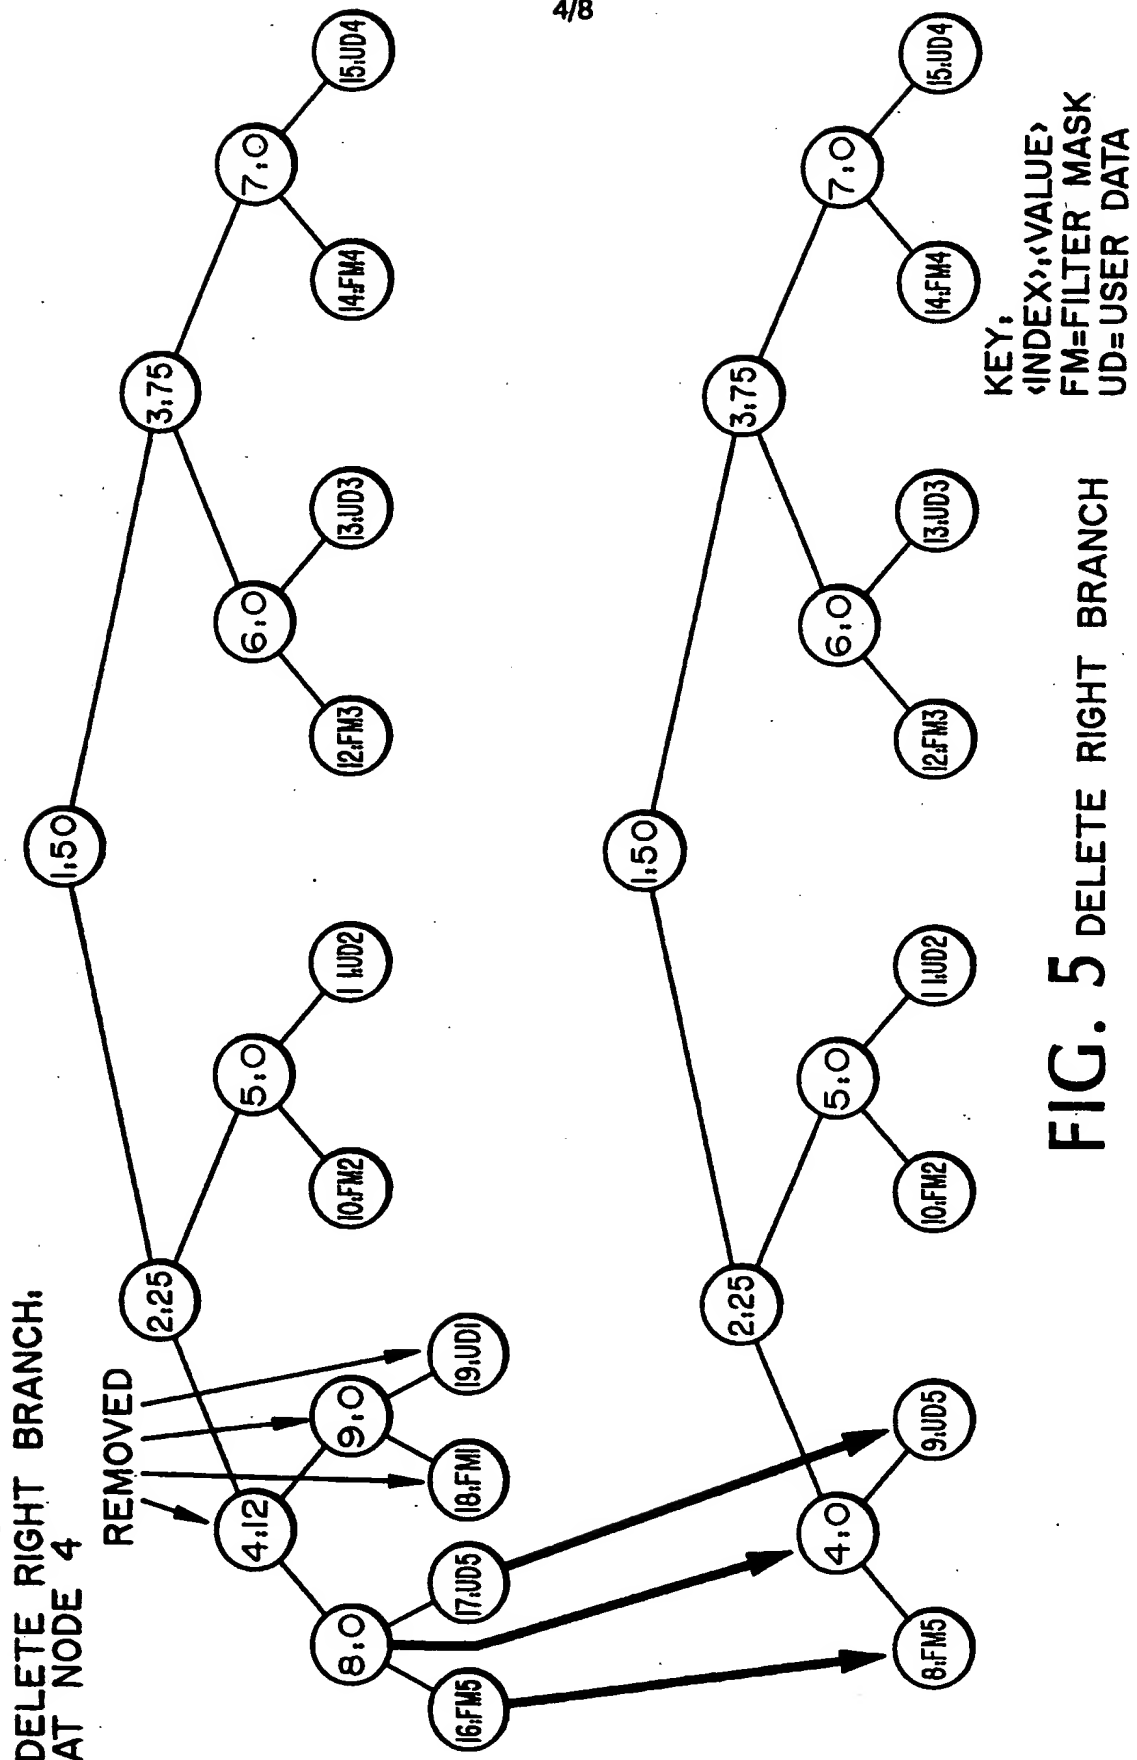 4/8
DELETE RIGHT BRANCH:
AT NODE 4
REMOVED
1:50
2:25
3:75
4:12
5:0
6:0
7:0
8:0
9:0
10:FM2
11:UD2
12:FM3
13:UD3
14:FM4
15:UD4
16:FM5
17:UD5
18:FM1
19:UD1
1:50
2:25
3:75
4:0
5:0
6:0
7:0
8:FM5
9:UD5
10:FM2
11:UD2
12:FM3
13:UD3
14:FM4
15:UD4
KEY:
<INDEX>:<VALUE>
FM=FILTER MASK
UD=USER DATA
FIG. 5 DELETE RIGHT BRANCH